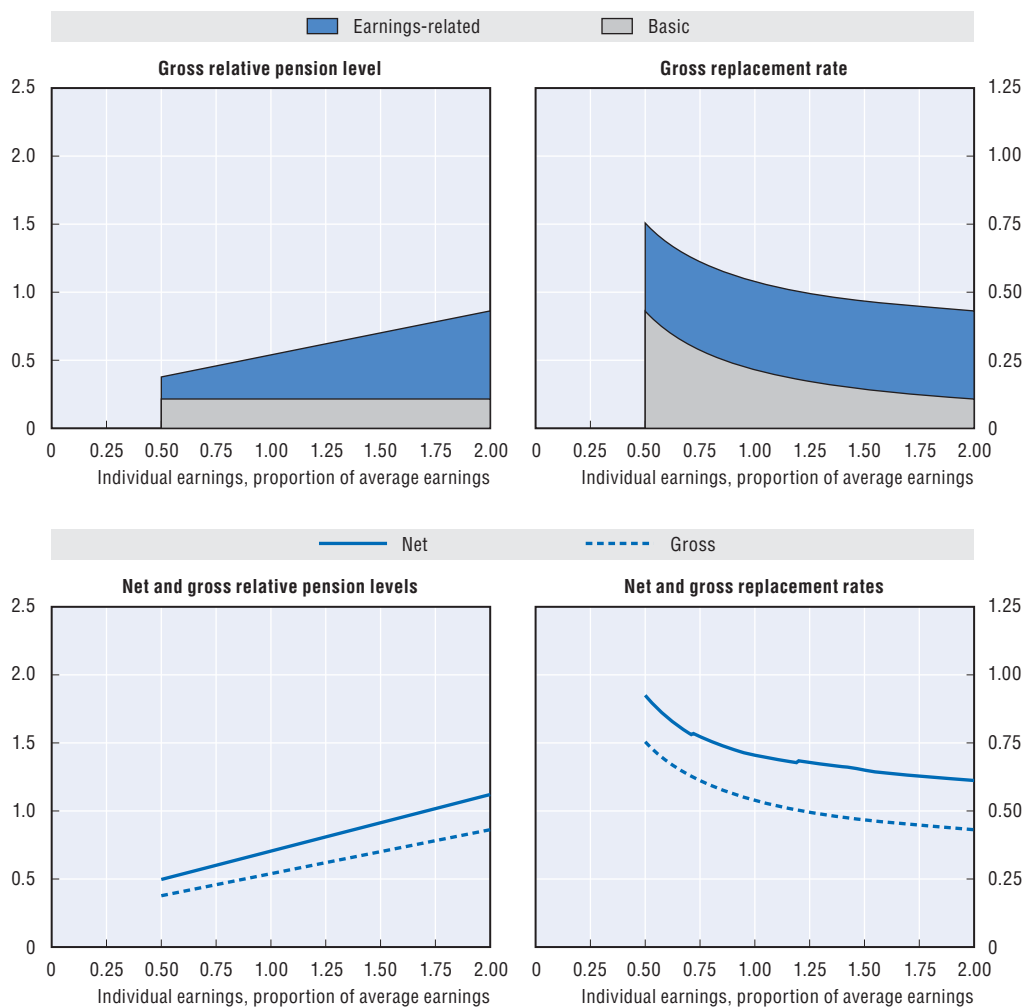 Earnings-related Basic
Gross relative pension level
2.5
2.0
1.5
1.0
0.5
0
0 0.25 0.50 0.75 1.00 1.25 1.50 1.75 2.00
Individual earnings, proportion of average earnings
Gross replacement rate
1.25
1.00
0.75
0.50
0.25
0
0 0.25 0.50 0.75 1.00 1.25 1.50 1.75 2.00
Individual earnings, proportion of average earnings
Net Gross
Net and gross relative pension levels
2.5
2.0
1.5
1.0
0.5
0
0 0.25 0.50 0.75 1.00 1.25 1.50 1.75 2.00
Individual earnings, proportion of average earnings
Net and gross replacement rates
1.25
1.00
0.75
0.50
0.25
0
0 0.25 0.50 0.75 1.00 1.25 1.50 1.75 2.00
Individual earnings, proportion of average earnings